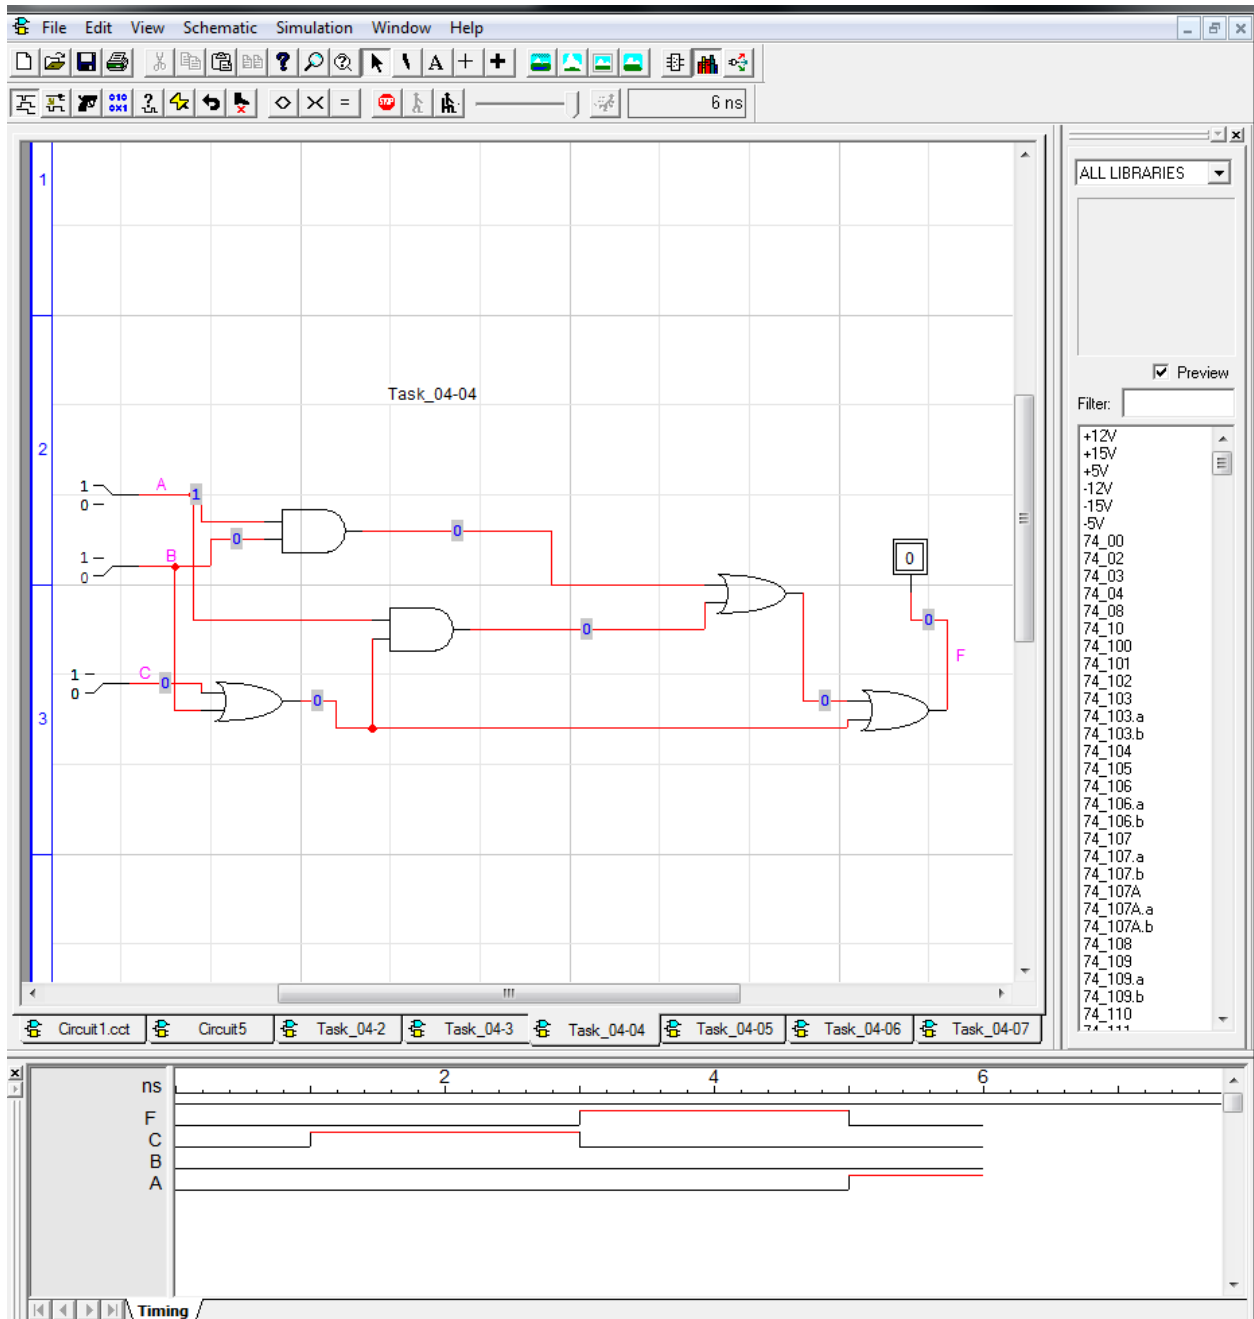 File Edit View Schematic Simulation Window Help
6 ns
ALL LIBRARIES
Preview
Filter:
+12V
+15V
+5V
-12V
-15V
-5V
74_00
74_02
74_03
74_04
74_08
74_10
74_100
74_101
74_102
74_103
74_103.a
74_103.b
74_104
74_105
74_106
74_106.a
74_106.b
74_107
74_107.a
74_107.b
74_107A
74_107A.a
74_107A.b
74_108
74_109
74_109.a
74_109.b
74_110
74_111
1
Task_04-04
2
1 A 1
0
0 0
1 B
0
0
0
0
F
1 C 0
0
0 0
3
Circuit1.cct Circuit5 Task_04-2 Task_04-3 Task_04-04 Task_04-05 Task_04-06 Task_04-07
ns 2 4 6
F
C
B
A
Timing